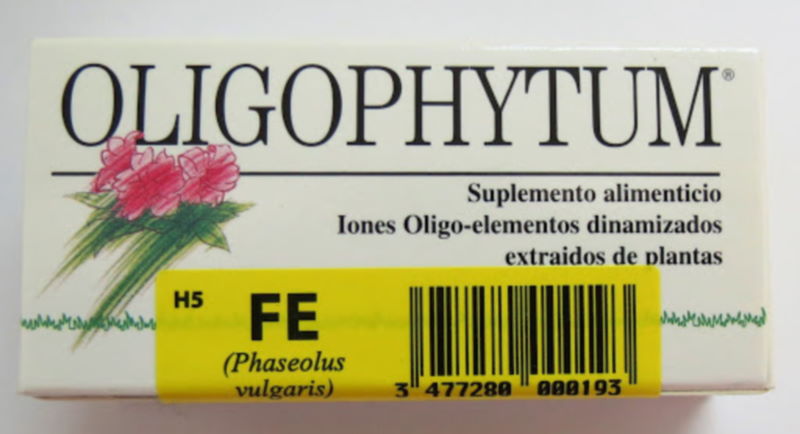 OLIGOPHYTUM®
Suplemento alimenticio
Iones Oligo-elementos dinamizados
extraidos de plantas
H5
FE
(Phaseolus
vulgaris)
3 477280 000193